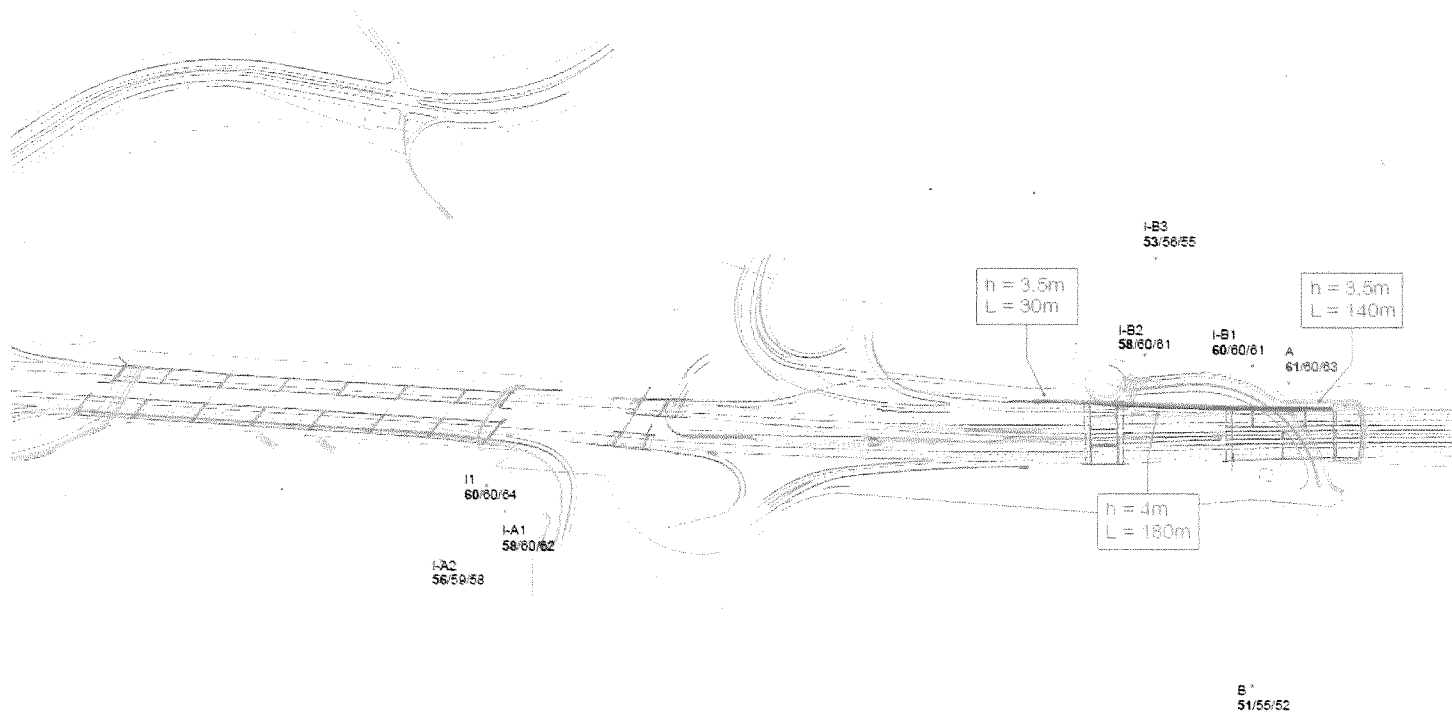 I-B3
53/56/55
h = 3.5m
L = 30m
h = 3.5m
L = 140m
I-B2
58/60/61
I-B1
60/60/61
A
61/60/63
I1
60/60/64
h = 4m
L = 180m
I-A1
58/60/62
I-A2
56/59/58
B
51/55/52